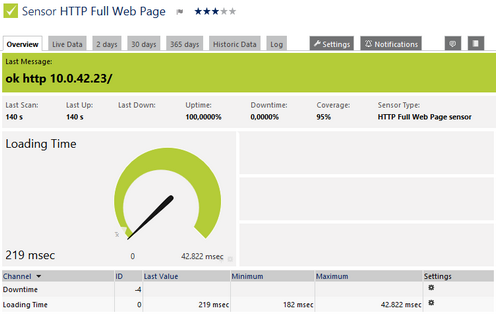 Sensor HTTP Full Web Page
Overview Live Data 2 days 30 days 365 days Historic Data Log Settings Notifications
Last Message:
ok http 10.0.42.23/
Last Scan: Last Up: Last Down: Uptime: Downtime: Coverage: Sensor Type:
140 s 140 s 100,0000% 0,0000% 95% HTTP Full Web Page sensor
Loading Time
219 msec 0 42.822 msec
Channel ID Last Value Minimum Maximum Settings
Downtime -4
Loading Time 0 219 msec 182 msec 42.822 msec